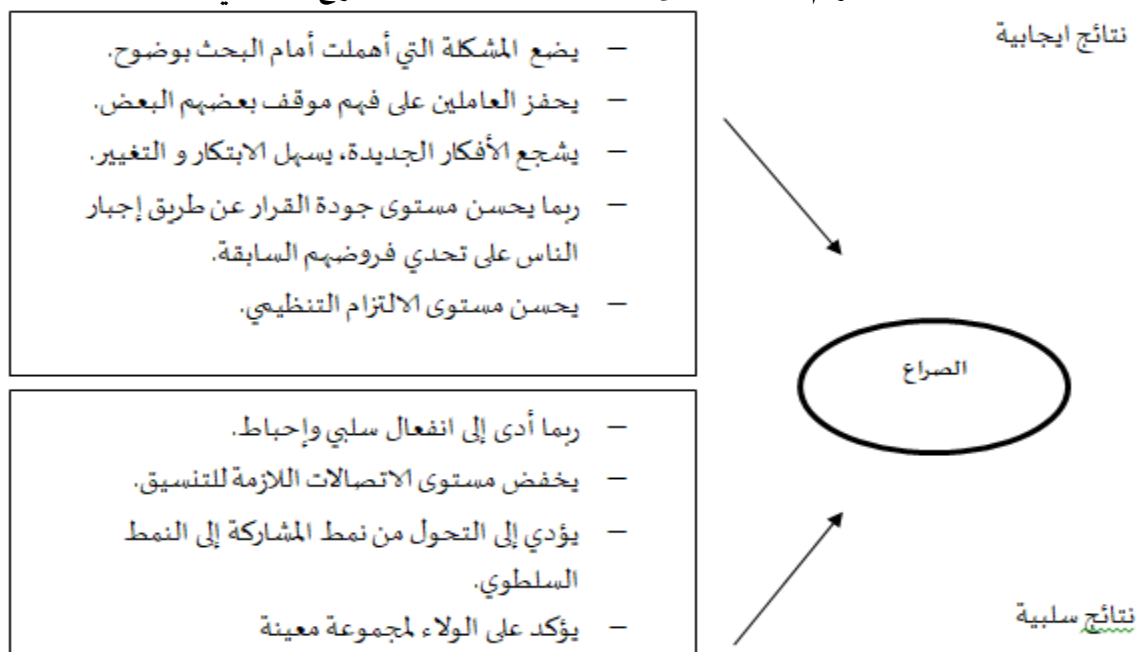 نتائج ايجابية
– يضع المشكلة التي أهملت أمام البحث بوضوح.
– يحفز العاملين على فهم موقف بعضهم البعض.
– يشجع الأفكار الجديدة، يسهل الابتكار و التغيير.
– ربما يحسن مستوى جودة القرار عن طريق إجبار
الناس على تحدي فروضهم السابقة.
– يحسن مستوى الالتزام التنظيمي.
الصراع
– ربما أدى إلى انفعال سلبي وإحباط.
– يخفض مستوى الاتصالات اللازمة للتنسيق.
– يؤدي إلى التحول من نمط المشاركة إلى النمط
السلطوي.
– يؤكد على الولاء لمجموعة معينة
نتائج سلبية